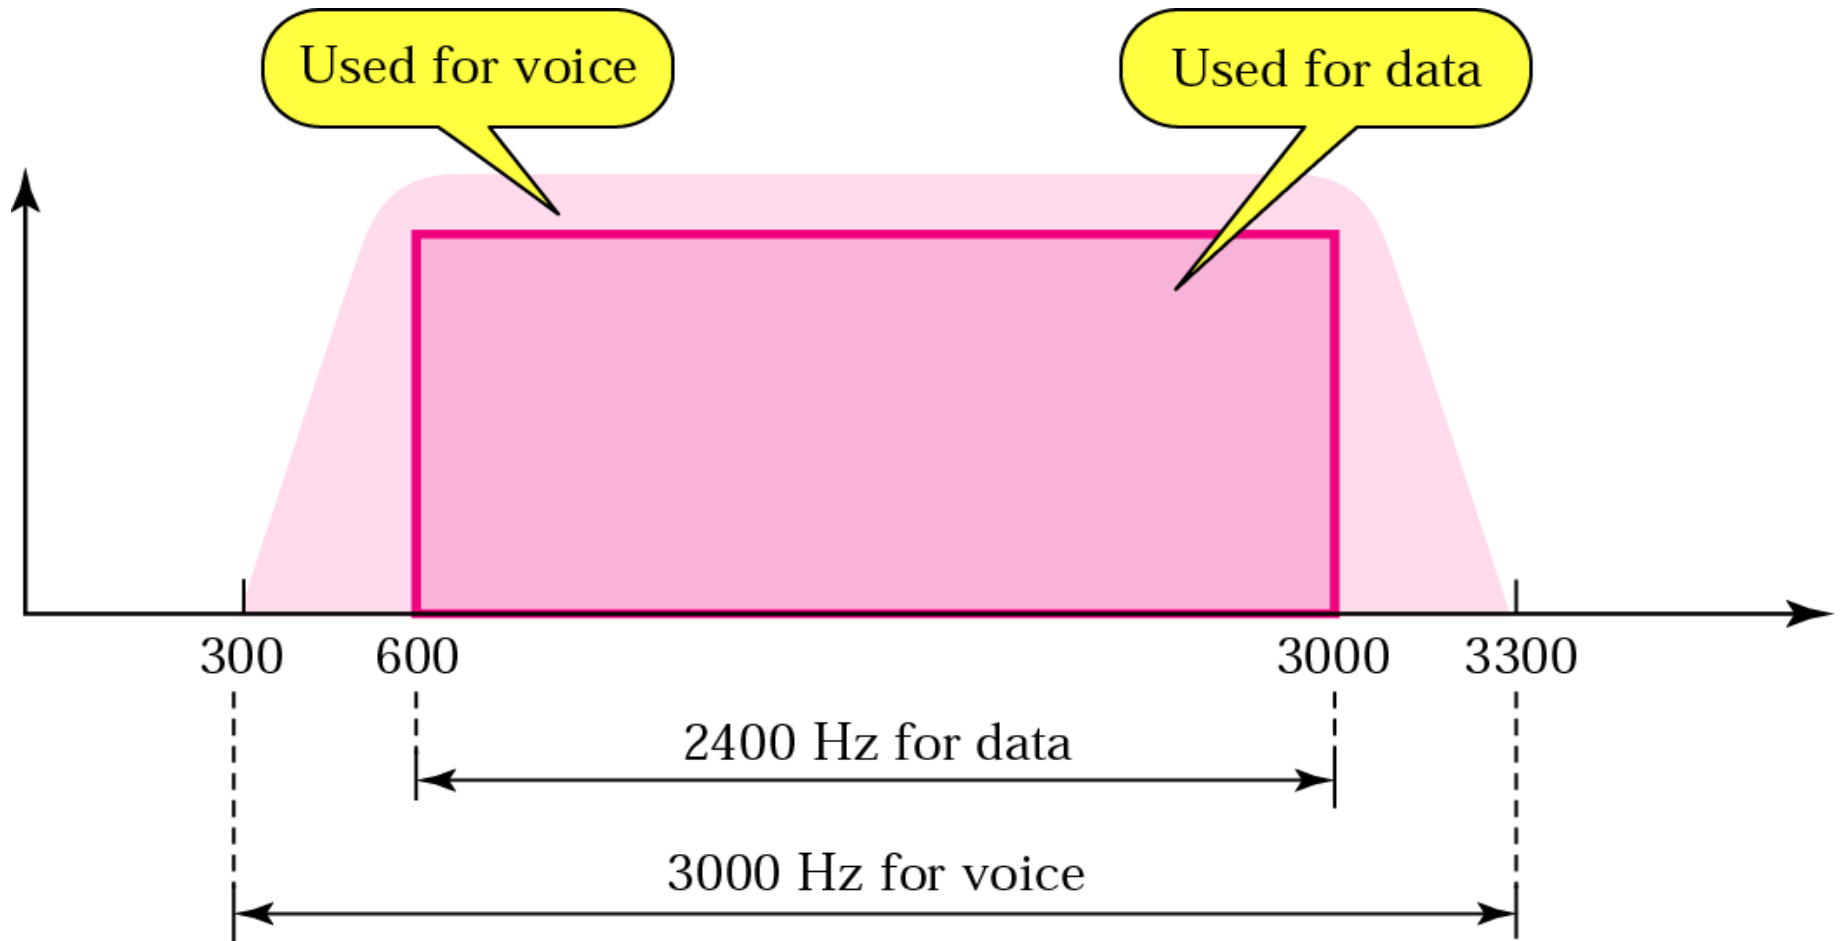 Used for voice
Used for data
300
600
3000
3300
2400 Hz for data
3000 Hz for voice